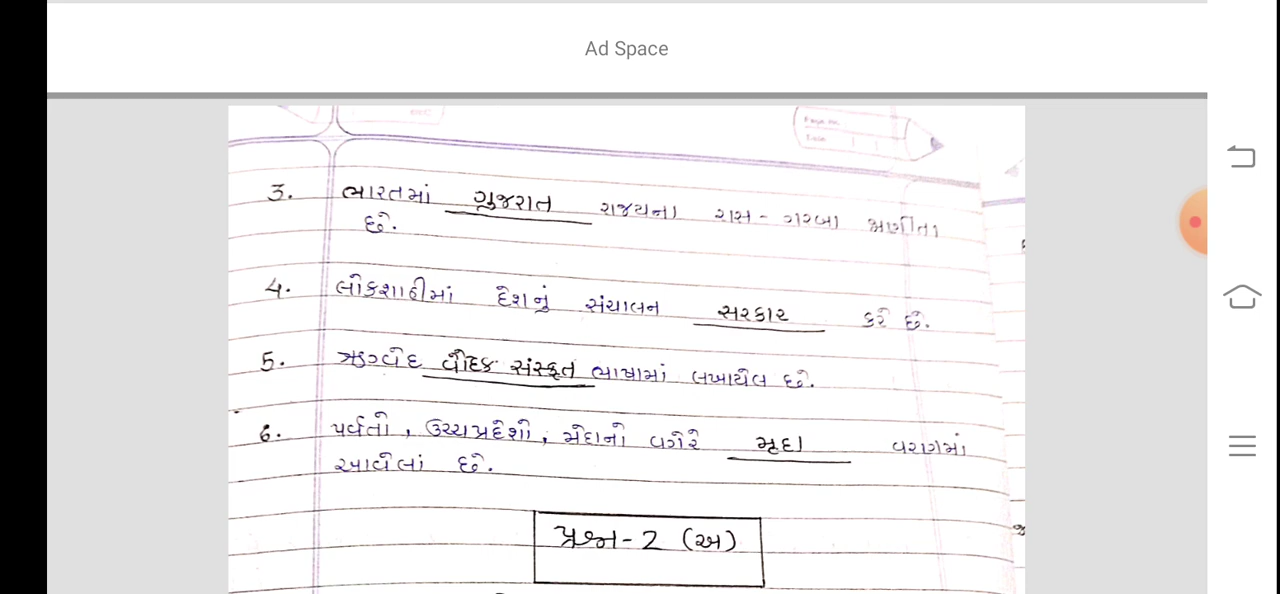 Ad Space
3. ભારતમાં ગુજરાત રાજયના રાસ - ગરબા જાણીતા
છે.
4. લોકશાહીમાં દેશનું સંચાલન સરકાર કરે છે.
5. ઋગ્વેદ વૈદિક સંસ્કૃત ભાષામાં લખાયેલ છે.
6. પર્વતો, ઉચ્ચપ્રદેશો, મેદાનો વગેરે મૃદા વરણમાં
આવેલાં છે.
પ્રશ્ન - 2 (અ)